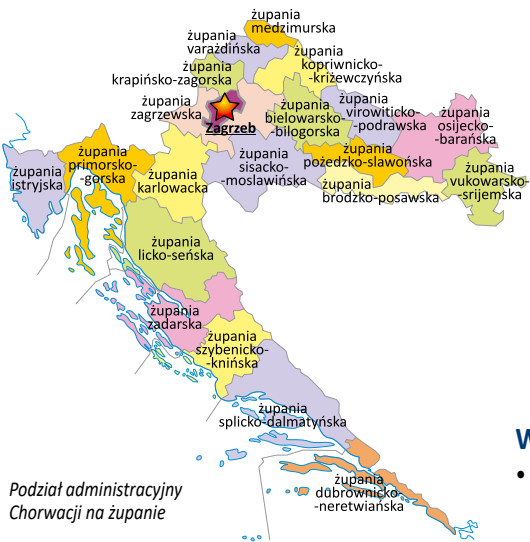 żupania
medzimurska
żupania
varażdińska
żupania
kopriwnicko-
-kriżewczyńska
żupania
krapińsko-zagorska
żupania
zagrzewska
Zagrzeb
żupania
bielowarsko-
-bilogorska
żupania
virowiticko-
-podrawska
żupania
osijecko-
-barańska
żupania
istryjska
żupania
primorsko-
-gorska
żupania
karlowacka
żupania
sisacko-
-moslawińska
żupania
pożedzko-slawońska
żupania
brodzko-posawska
żupania
vukowarsko-
-srijemska
żupania
licko-seńska
żupania
zadarska
żupania
szybenicko-
-knińska
żupania
splicko-dalmatyńska
żupania
dubrownicko-
-neretwiańska
Podział administracyjny
Chorwacji na żupanie
W
•